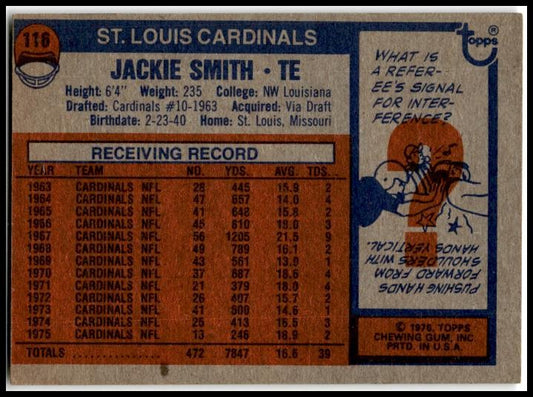 116
ST. LOUIS CARDINALS
JACKIE SMITH • TE
Height: 6'4" Weight: 235 College: NW Louisiana
Drafted: Cardinals #10-1963 Acquired: Via Draft
Birthdate: 2-23-40 Home: St. Louis, Missouri
RECEIVING RECORD
YEAR TEAM NO. YDS. AVG. TDS.
1963 CARDINALS NFL 28 445 15.9 2
1964 CARDINALS NFL 47 657 14.0 4
1965 CARDINALS NFL 41 648 15.8 2
1966 CARDINALS NFL 45 810 18.0 3
1967 CARDINALS NFL 56 1205 21.5 9
1968 CARDINALS NFL 49 789 16.1 2
1969 CARDINALS NFL 43 561 13.0 1
1970 CARDINALS NFL 37 687 18.6 4
1971 CARDINALS NFL 21 379 18.0 4
1972 CARDINALS NFL 26 407 15.7 2
1973 CARDINALS NFL 41 600 14.6 1
1974 CARDINALS NFL 25 413 16.5 3
1975 CARDINALS NFL 13 246 18.9 2
TOTALS 472 7847 16.6 39
Topps®
WHAT IS
A REFER-
EE'S SIGNAL
FOR INTER-
FERENCE?
PUSHING HANDS
FORWARD FROM
SHOULDERS WITH
HANDS VERTICAL.
© 1976, TOPPS
CHEWING GUM, INC
PRTD. IN U.S.A.